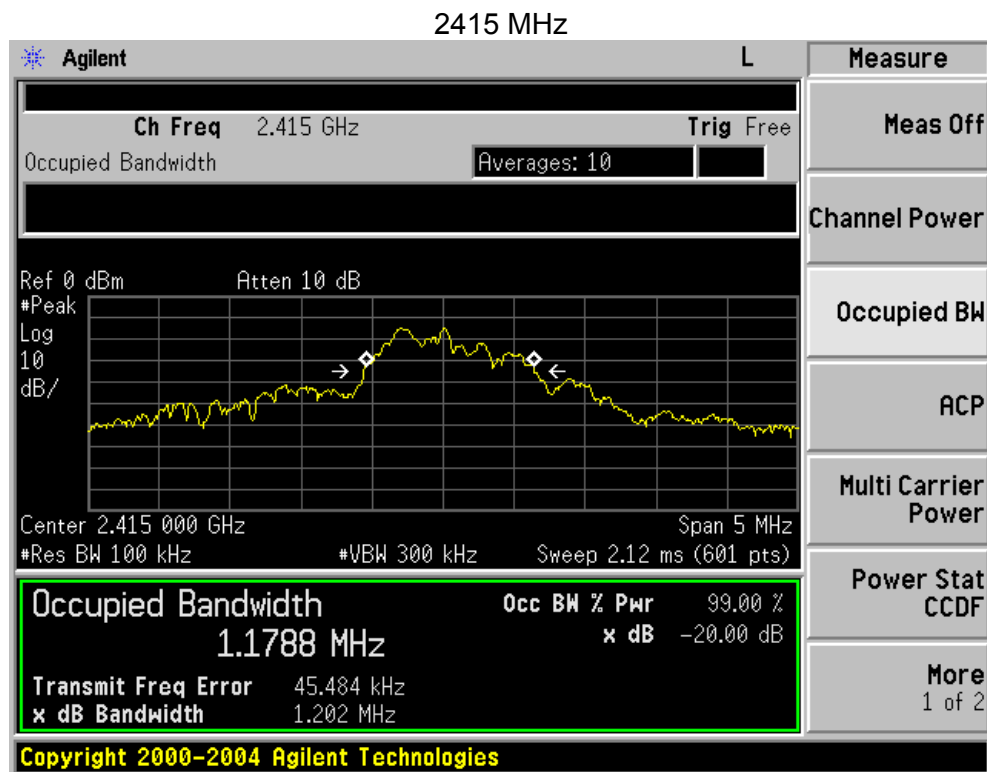 2415 MHz
Agilent L
Measure
Ch Freq 2.415 GHz Trig Free
Occupied Bandwidth Averages: 10
Ref 0 dBm Atten 10 dB
#Peak
Log
10
dB/
Center 2.415 000 GHz Span 5 MHz
#Res BW 100 kHz #VBW 300 kHz Sweep 2.12 ms (601 pts)
Occupied Bandwidth Occ BW % Pwr 99.00 %
1.1788 MHz x dB -20.00 dB
Transmit Freq Error 45.484 kHz
x dB Bandwidth 1.202 MHz
Meas Off
Channel Power
Occupied BW
ACP
Multi Carrier
Power
Power Stat
CCDF
More
1 of 2
Copyright 2000-2004 Agilent Technologies